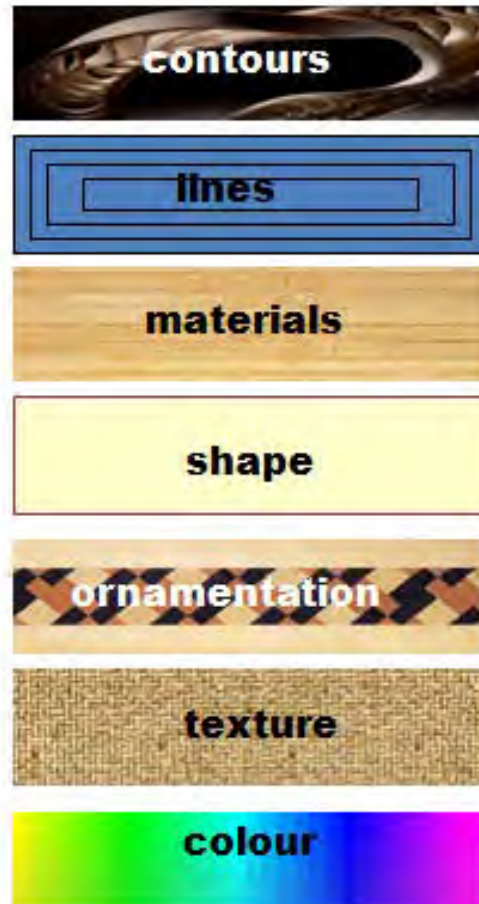 contours
lines
materials
shape
ornamentation
texture
colour